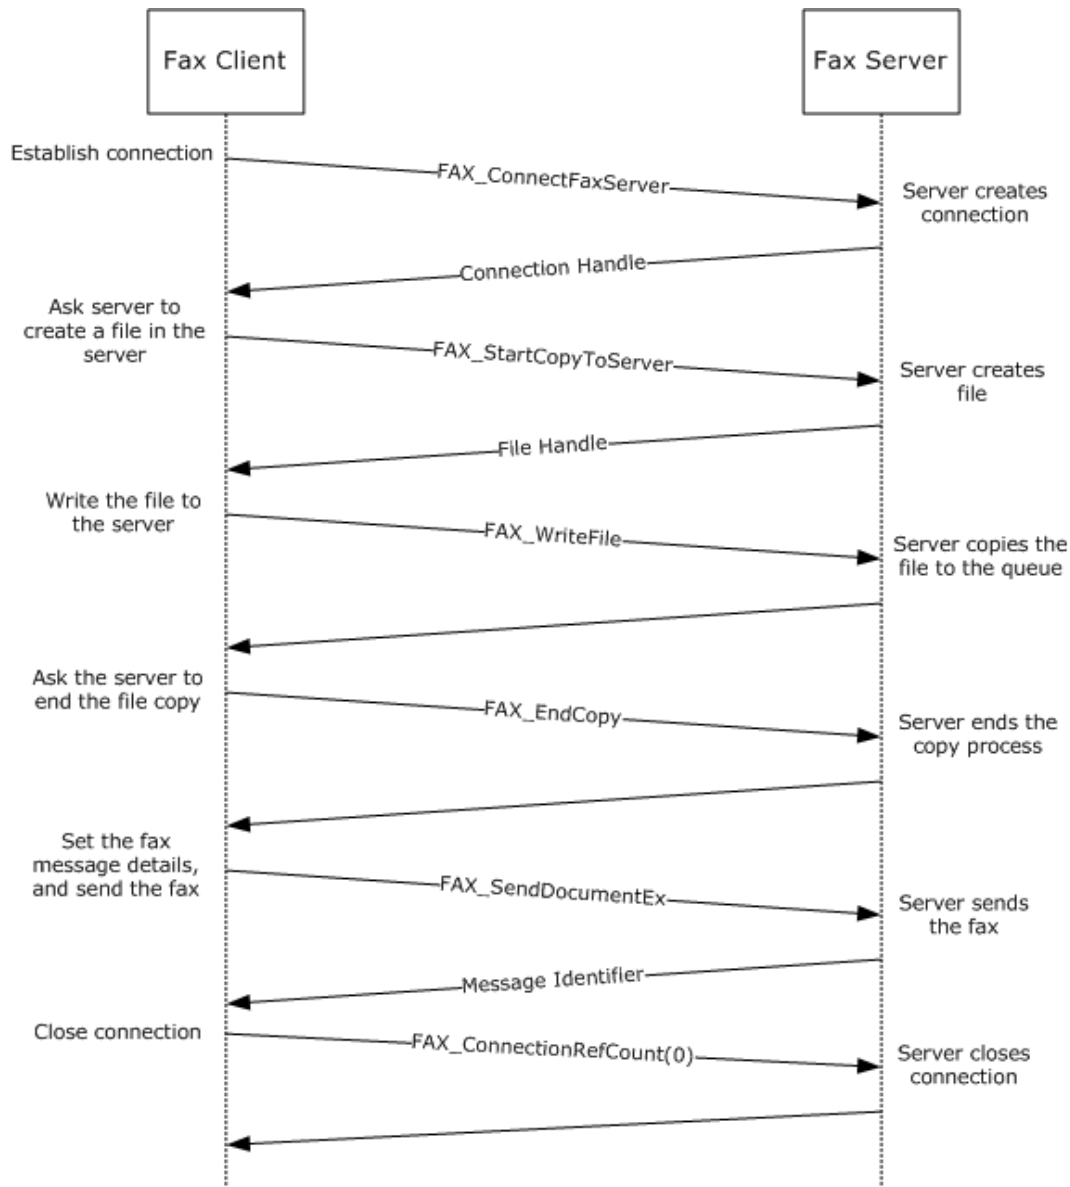 Fax Client
Fax Server
Establish connection
FAX_ConnectFaxServer
Server creates
connection
Connection Handle
Ask server to
create a file in the
server
FAX_StartCopyToServer
Server creates
file
File Handle
Write the file to
the server
FAX_WriteFile
Server copies the
file to the queue
Ask the server to
end the file copy
FAX_EndCopy
Server ends the
copy process
Set the fax
message details,
and send the fax
FAX_SendDocumentEx
Server sends
the fax
Message Identifier
Close connection
FAX_ConnectionRefCount(0)
Server closes
connection